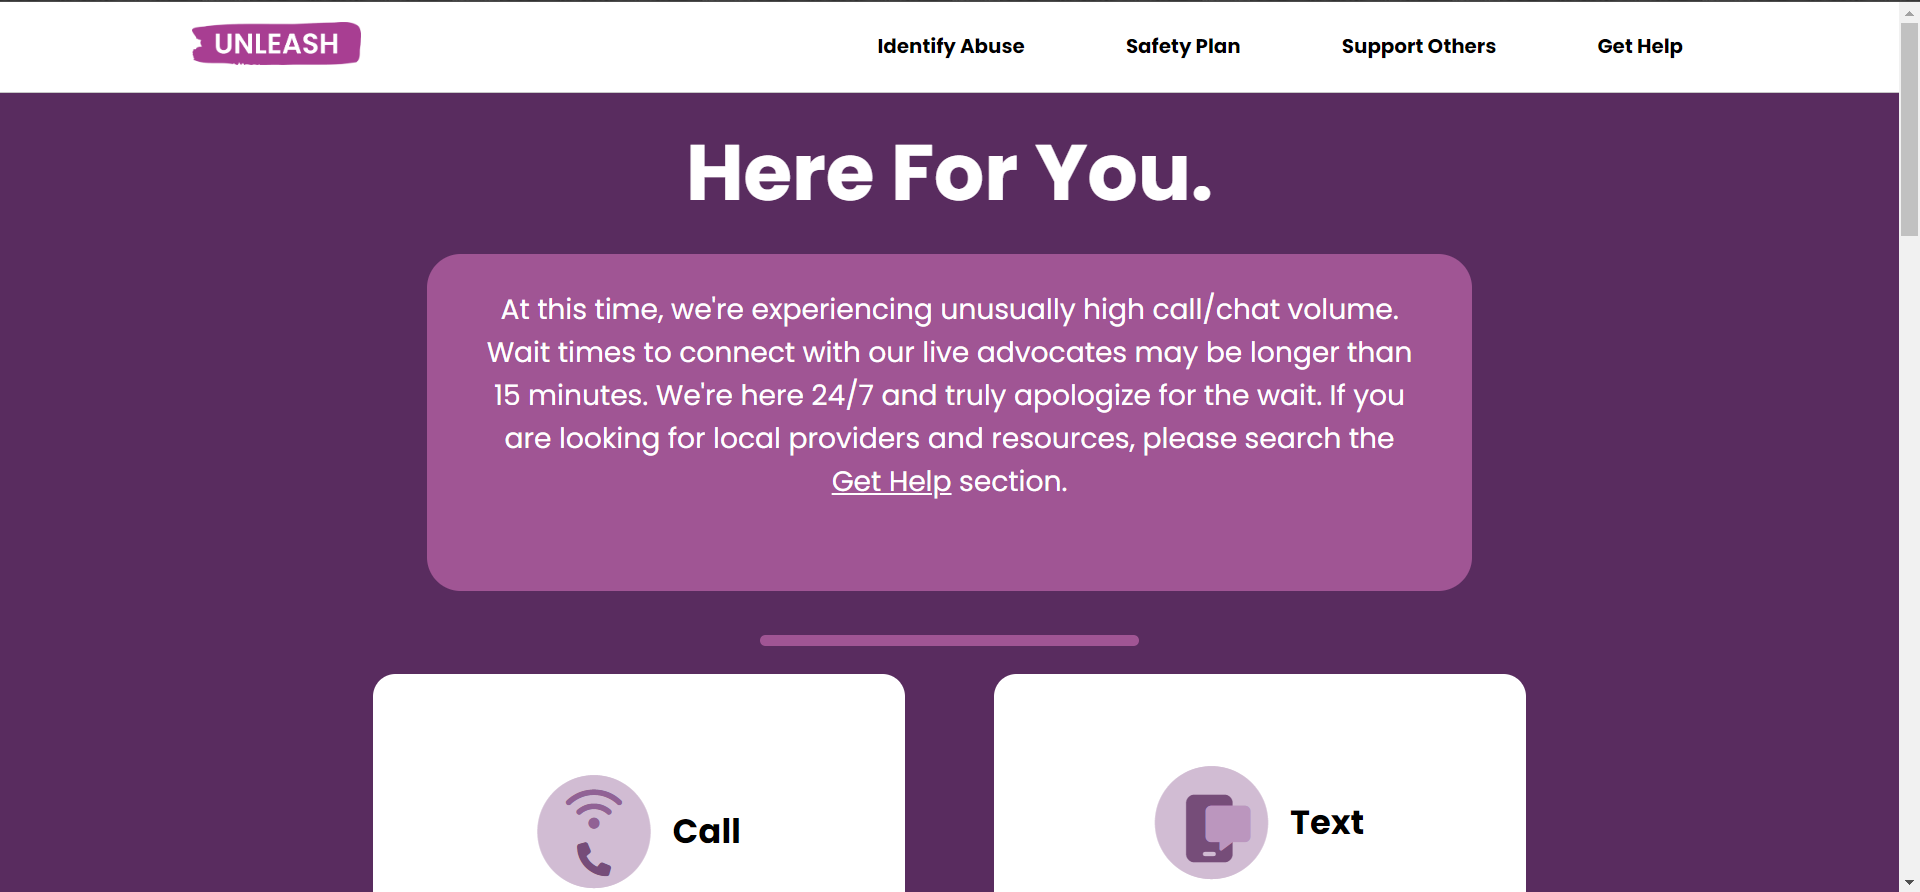 UNLEASH
Identify Abuse
Safety Plan
Support Others
Get Help
Here For You.
At this time, we're experiencing unusually high call/chat volume.
Wait times to connect with our live advocates may be longer than
15 minutes. We're here 24/7 and truly apologize for the wait. If you
are looking for local providers and resources, please search the
Get Help section.
Call
Text